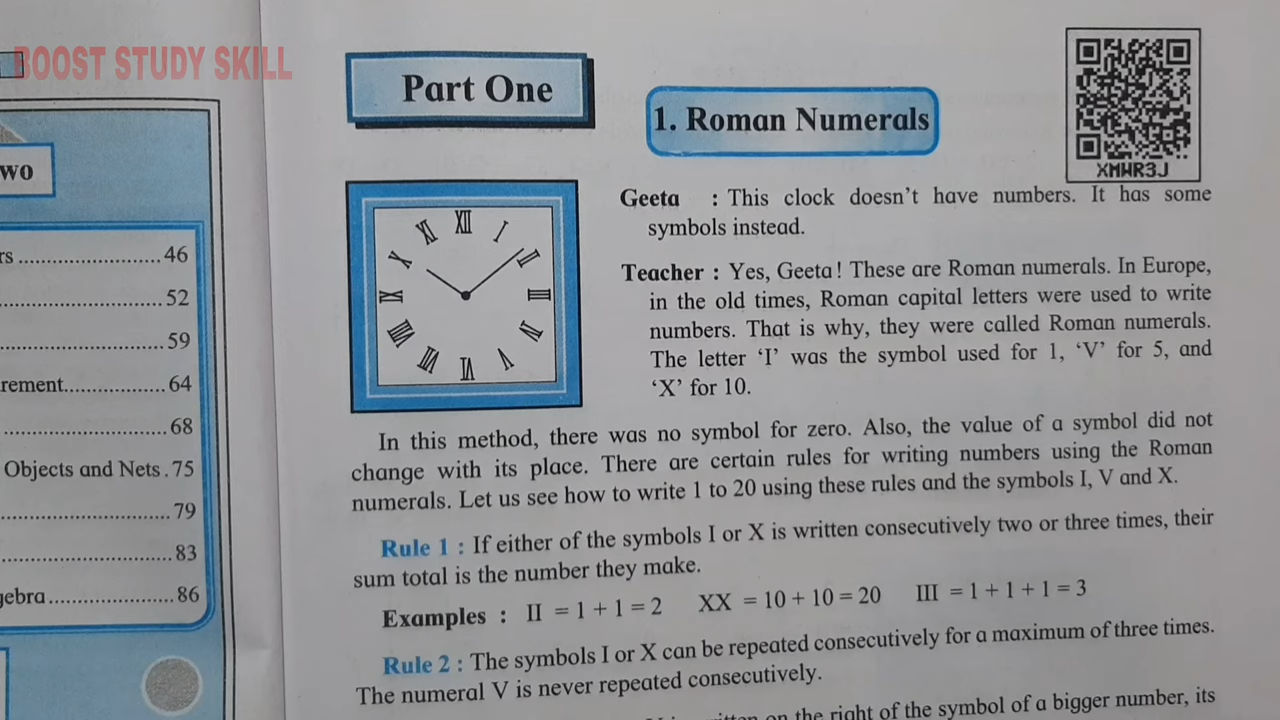 BOOST STUDY SKILL
wo
rs ........................ 46
........................ 52
........................ 59
rement................. 64
........................ 68
Objects and Nets . 75
........................ 79
........................ 83
gebra..................... 86
Part One
1. Roman Numerals
XMWR3J
XII
I
II
III
IV
V
VI
VII
VIII
IX
X
XI
Geeta : This clock doesn't have numbers. It has some
symbols instead.
Teacher : Yes, Geeta! These are Roman numerals. In Europe,
in the old times, Roman capital letters were used to write
numbers. That is why, they were called Roman numerals.
The letter ‘I’ was the symbol used for 1, ‘V’ for 5, and
‘X’ for 10.
In this method, there was no symbol for zero. Also, the value of a symbol did not
change with its place. There are certain rules for writing numbers using the Roman
numerals. Let us see how to write 1 to 20 using these rules and the symbols I, V and X.
Rule 1 : If either of the symbols I or X is written consecutively two or three times, their
sum total is the number they make.
Examples : II = 1 + 1 = 2 XX = 10 + 10 = 20 III = 1 + 1 + 1 = 3
Rule 2 : The symbols I or X can be repeated consecutively for a maximum of three times.
The numeral V is never repeated consecutively.
on the right of the symbol of a bigger number, its